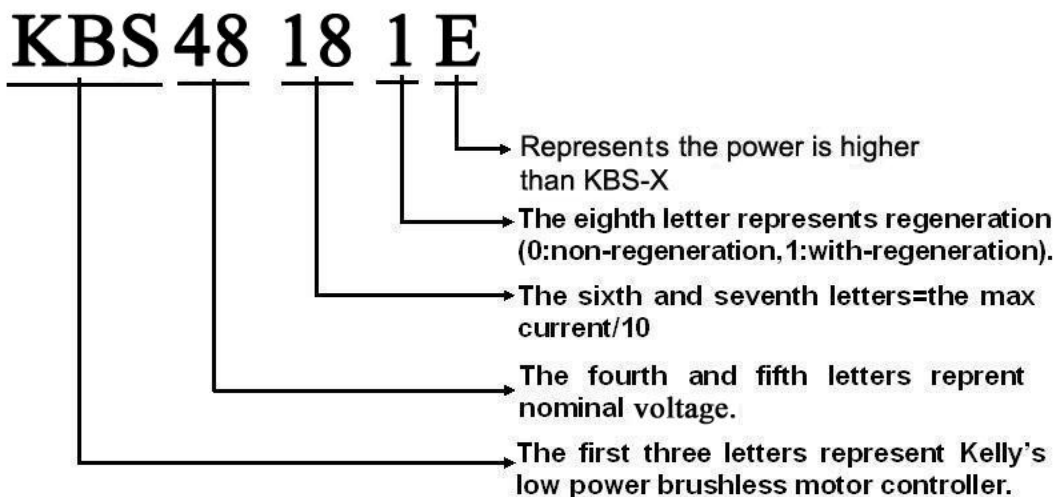 KBS 48 18 1 E
Represents the power is higher
than KBS-X
The eighth letter represents regeneration
(0:non-regeneration,1:with-regeneration).
The sixth and seventh letters=the max
current/10
The fourth and fifth letters reprent
nominal voltage.
The first three letters represent Kelly's
low power brushless motor controller.